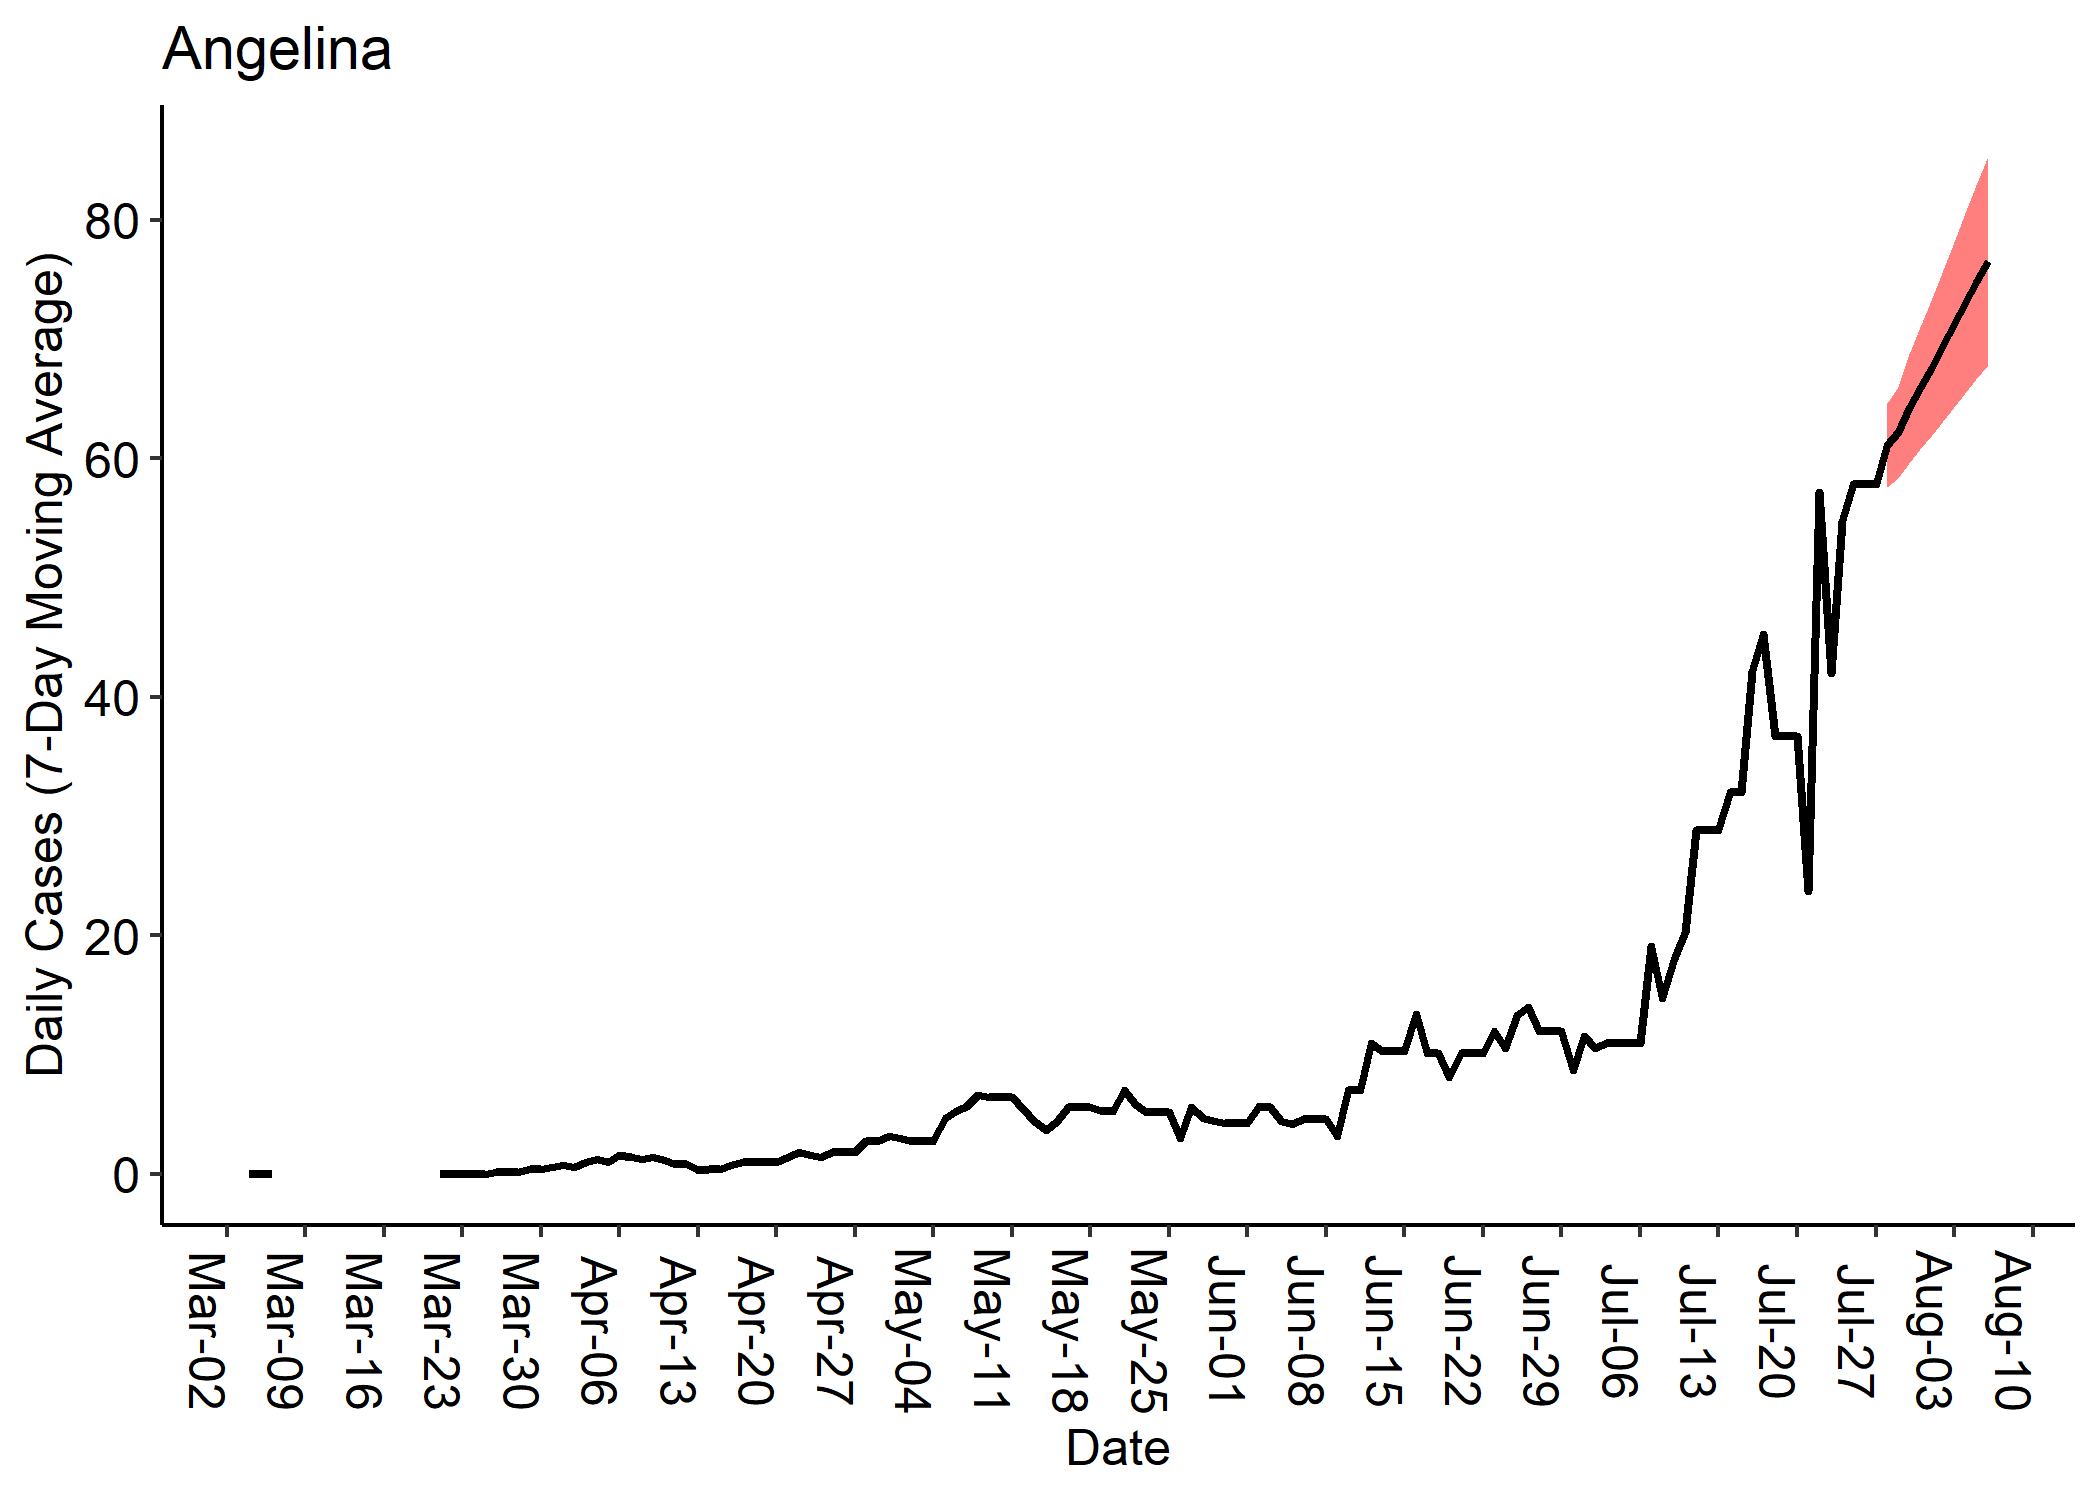 Angelina
Daily Cases (7-Day Moving Average)
80
60
40
20
0
Mar-02
Mar-09
Mar-16
Mar-23
Mar-30
Apr-06
Apr-13
Apr-20
Apr-27
May-04
May-11
May-18
May-25
Jun-01
Jun-08
Jun-15
Jun-22
Jun-29
Jul-06
Jul-13
Jul-20
Jul-27
Aug-03
Aug-10
Date